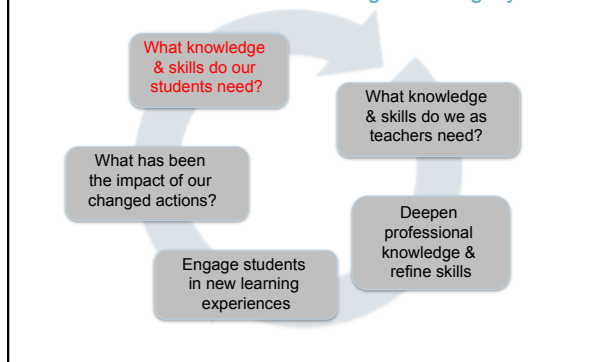 What knowledge
& skills do our
students need?
What knowledge
& skills do we as
teachers need?
Deepen
professional
knowledge &
refine skills
Engage students
in new learning
experiences
What has been
the impact of our
changed actions?